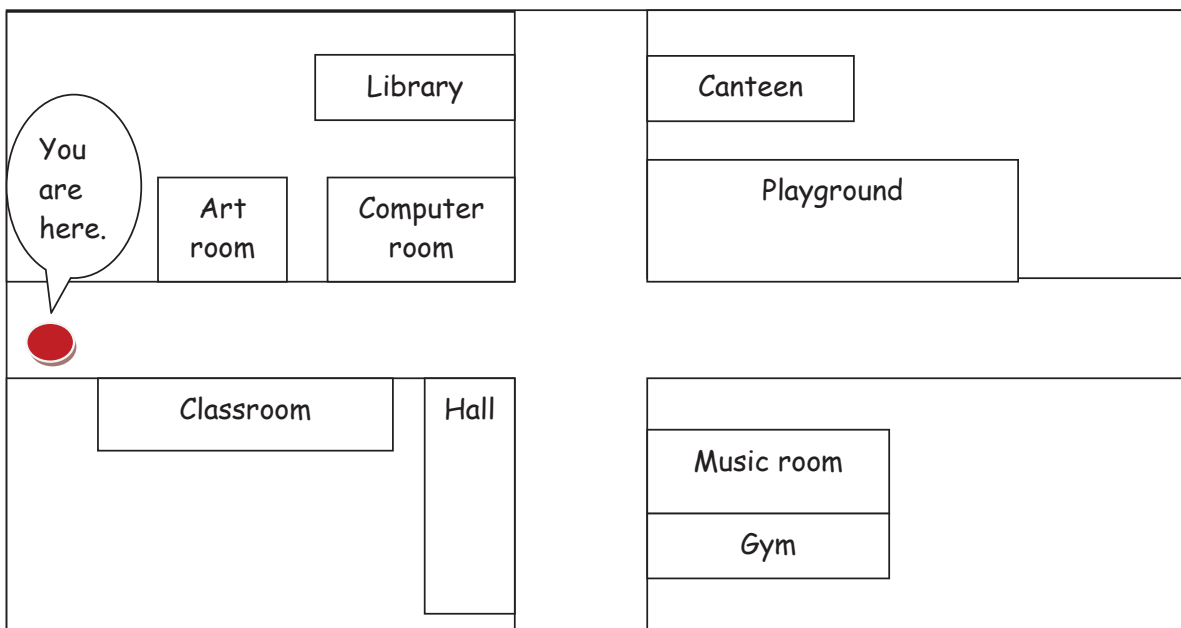 Library
Canteen
You
are
here.
Art
room
Computer
room
Playground
Classroom
Hall
Music room
Gym